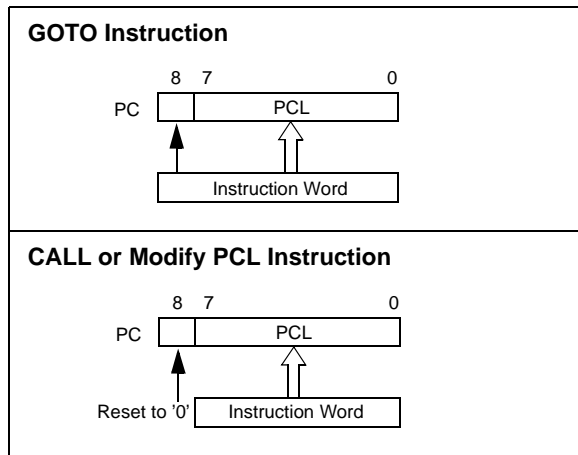 GOTO Instruction
8 7 0
PC PCL
Instruction Word
CALL or Modify PCL Instruction
8 7 0
PC PCL
Reset to '0' Instruction Word